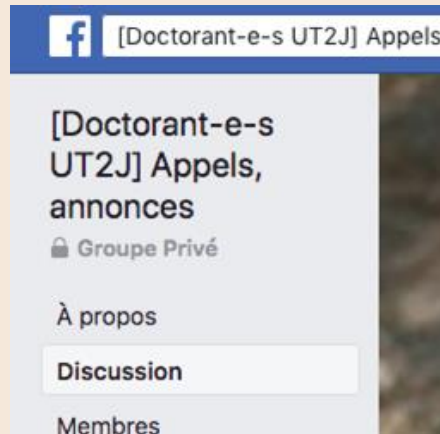 [Doctorant-e-s UT2J] Appels
[Doctorant-e-s
UT2J] Appels,
annonces
Groupe Privé
À propos
Discussion
Membres